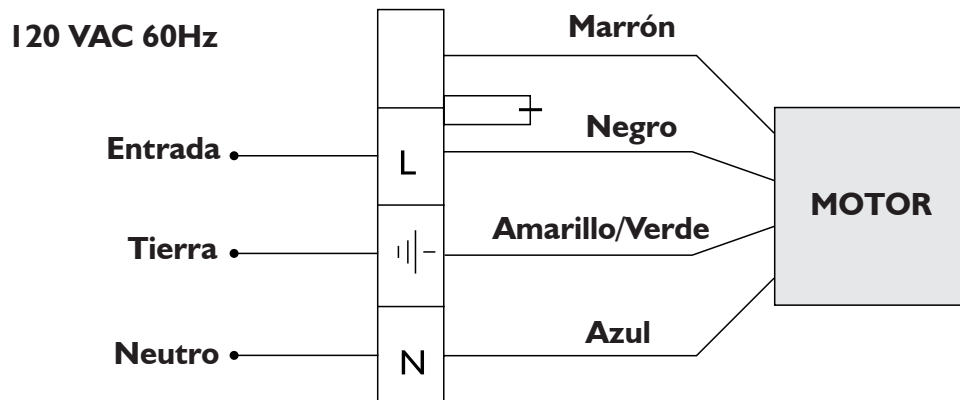 120 VAC 60Hz
Marrón
Negro
Entrada
L
MOTOR
Amarillo/Verde
Tierra
Azul
Neutro
N